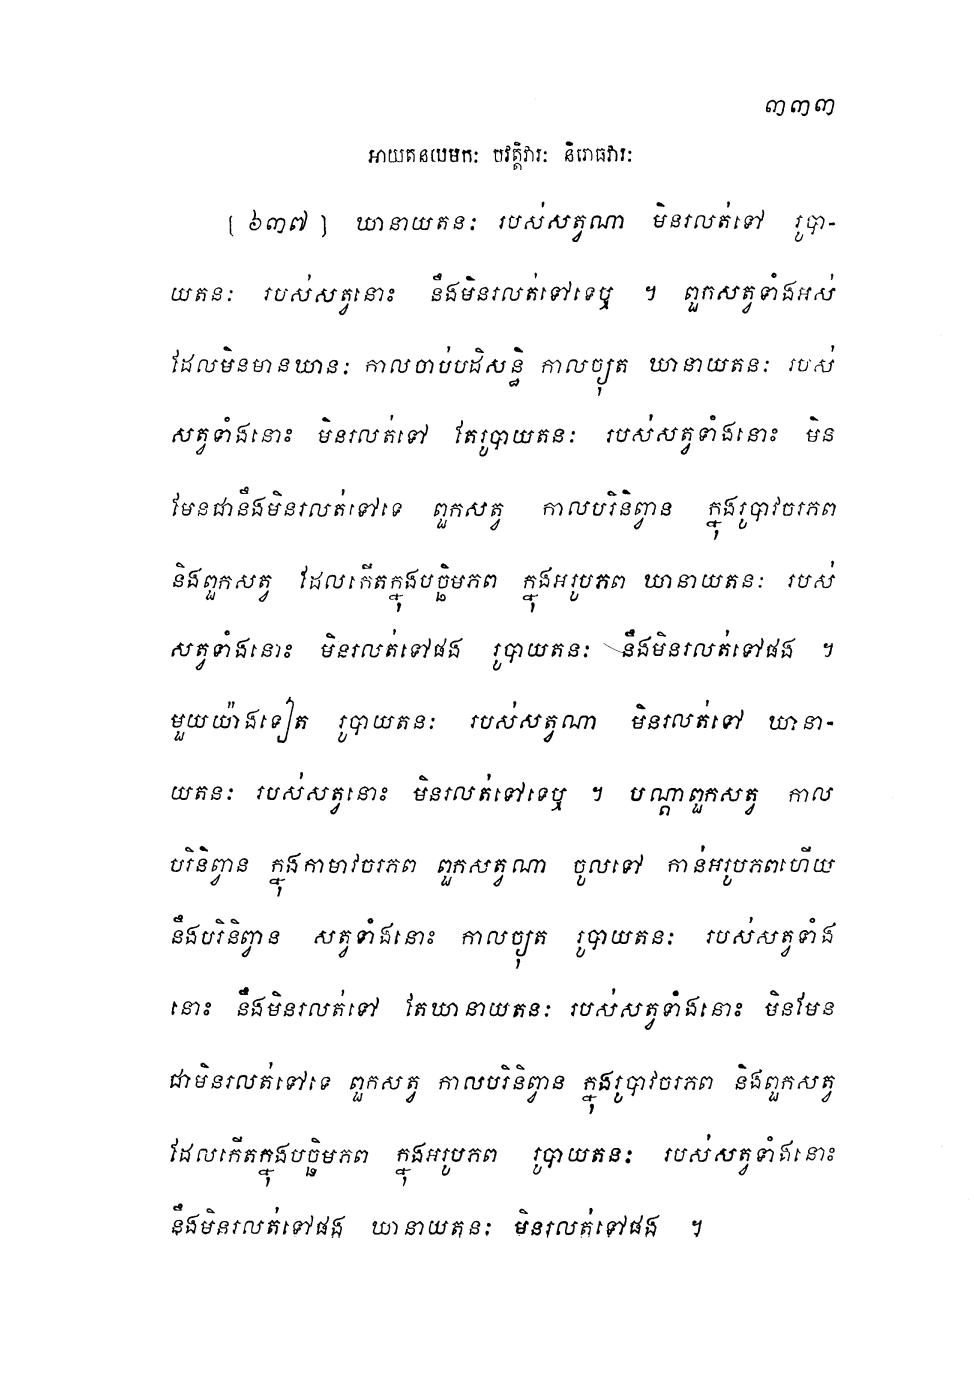 ៣៣៣
អាយតនយមកៈ បវត្តិវារៈ និរោធវារៈ
[ ៦៣៧ ] ឃានាយតនៈ របស់សត្វណា មិនរលត់ទៅ រូបា-
យតនៈ របស់សត្វនោះ នឹងមិនរលត់ទៅទេឬ ។ ពួកសត្វទាំងអស់
ដែលមិនមានឃានៈ កាលចាប់បដិសន្ធិ កាលច្យុត ឃានាយតនៈ របស់
សត្វទាំងនោះ មិនរលត់ទៅ តែរូបាយតនៈ របស់សត្វទាំងនោះ មិន
មែនជានឹងមិនរលត់ទៅទេ ពួកសត្វ កាលបរិនិព្វាន ក្នុងរូបាវចរភព
និងពួកសត្វ ដែលកើតក្នុងបច្ឆិមភព ក្នុងអរូបភព ឃានាយតនៈ របស់
សត្វទាំងនោះ មិនរលត់ទៅផង រូបាយតនៈ នឹងមិនរលត់ទៅផង ។
មួយយ៉ាងទៀត រូបាយតនៈ របស់សត្វណា មិនរលត់ទៅ ឃានា-
យតនៈ របស់សត្វនោះ មិនរលត់ទៅទេឬ ។ បណ្តាពួកសត្វ កាល
បរិនិព្វាន ក្នុងកាមាវចរភព ពួកសត្វណា ចូលទៅ កាន់អរូបភពហើយ
នឹងបរិនិព្វាន សត្វទាំងនោះ កាលច្យុត រូបាយតនៈ របស់សត្វទាំង
នោះ នឹងមិនរលត់ទៅ តែឃានាយតនៈ របស់សត្វទាំងនោះ មិនមែន
ជាមិនរលត់ទៅទេ ពួកសត្វ កាលបរិនិព្វាន ក្នុងរូបាវចរភព និងពួកសត្វ
ដែលកើតក្នុងបច្ឆិមភព ក្នុងអរូបភព រូបាយតនៈ របស់សត្វទាំងនោះ
នឹងមិនរលត់ទៅផង ឃានាយតនៈ មិនរលត់ទៅផង ។